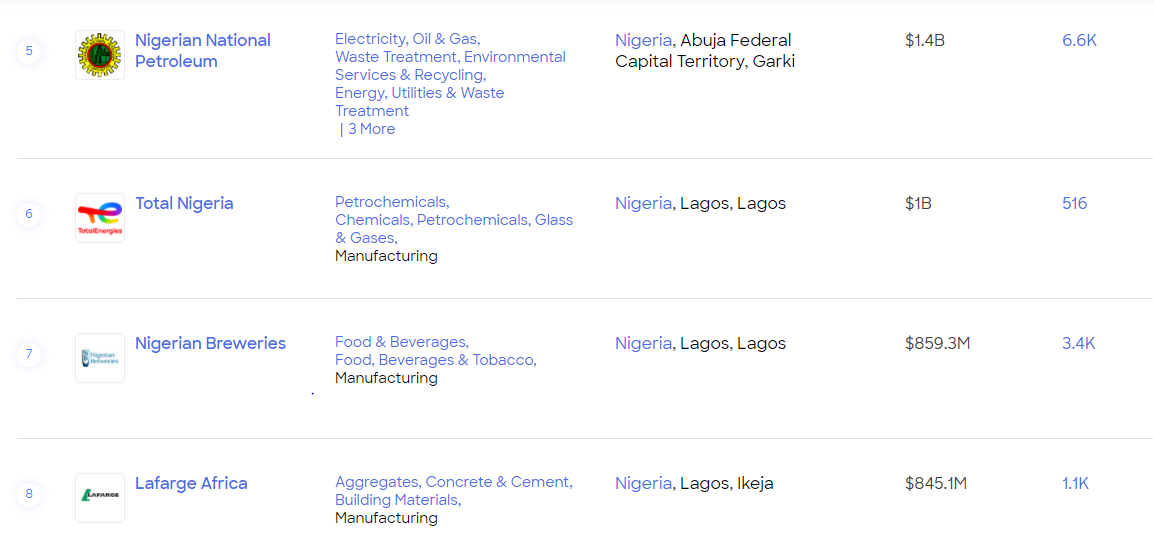 5
Nigerian National
Petroleum
Electricity, Oil & Gas,
Waste Treatment, Environmental
Services & Recycling,
Energy, Utilities & Waste
Treatment
| 3 More
Nigeria, Abuja Federal
Capital Territory, Garki
$1.4B
6.6K
6
TotalEnergies
Total Nigeria
Petrochemicals,
Chemicals, Petrochemicals, Glass
& Gases,
Manufacturing
Nigeria, Lagos, Lagos
$1B
516
7
Nigerian
Breweries
Nigerian Breweries
Food & Beverages,
Food, Beverages & Tobacco,
Manufacturing
Nigeria, Lagos, Lagos
$859.3M
3.4K
8
LAFARGE
Lafarge Africa
Aggregates, Concrete & Cement,
Building Materials,
Manufacturing
Nigeria, Lagos, Ikeja
$845.1M
1.1K